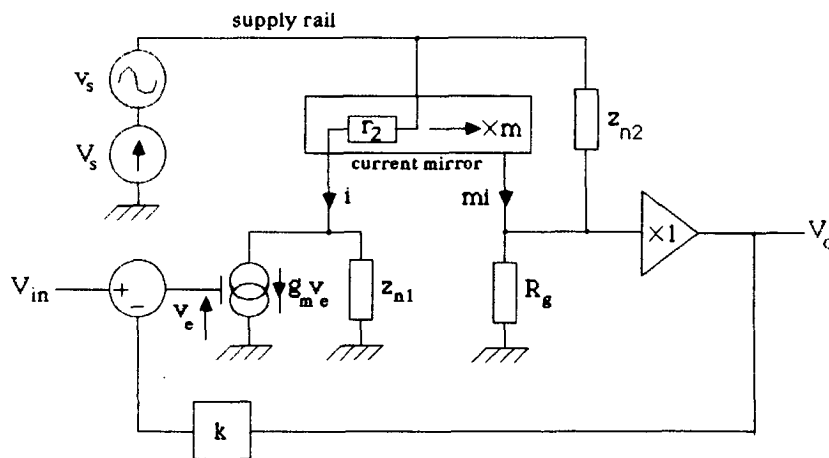 supply rail
v_s
V_s
r_2
×m
current mirror
z_n2
i
mi
×1
V_o
V_in
+
−
v_e
g_m v_e
z_n1
R_g
k